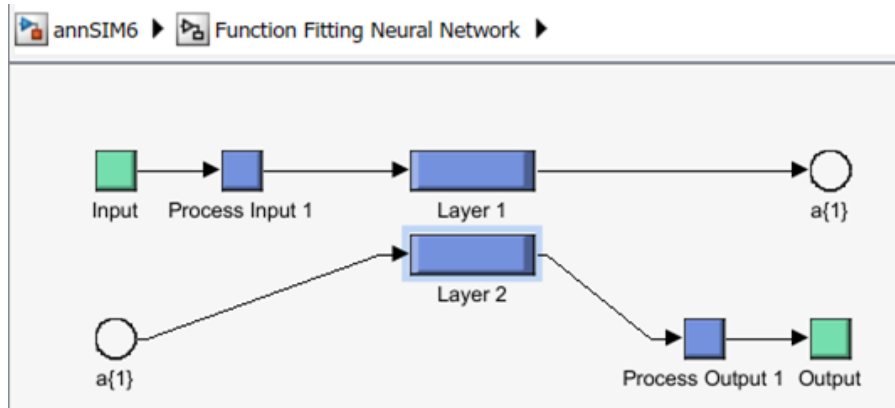 annSIM6 Function Fitting Neural Network
Input Process Input 1 Layer 1 a{1}
Layer 2
a{1} Process Output 1 Output